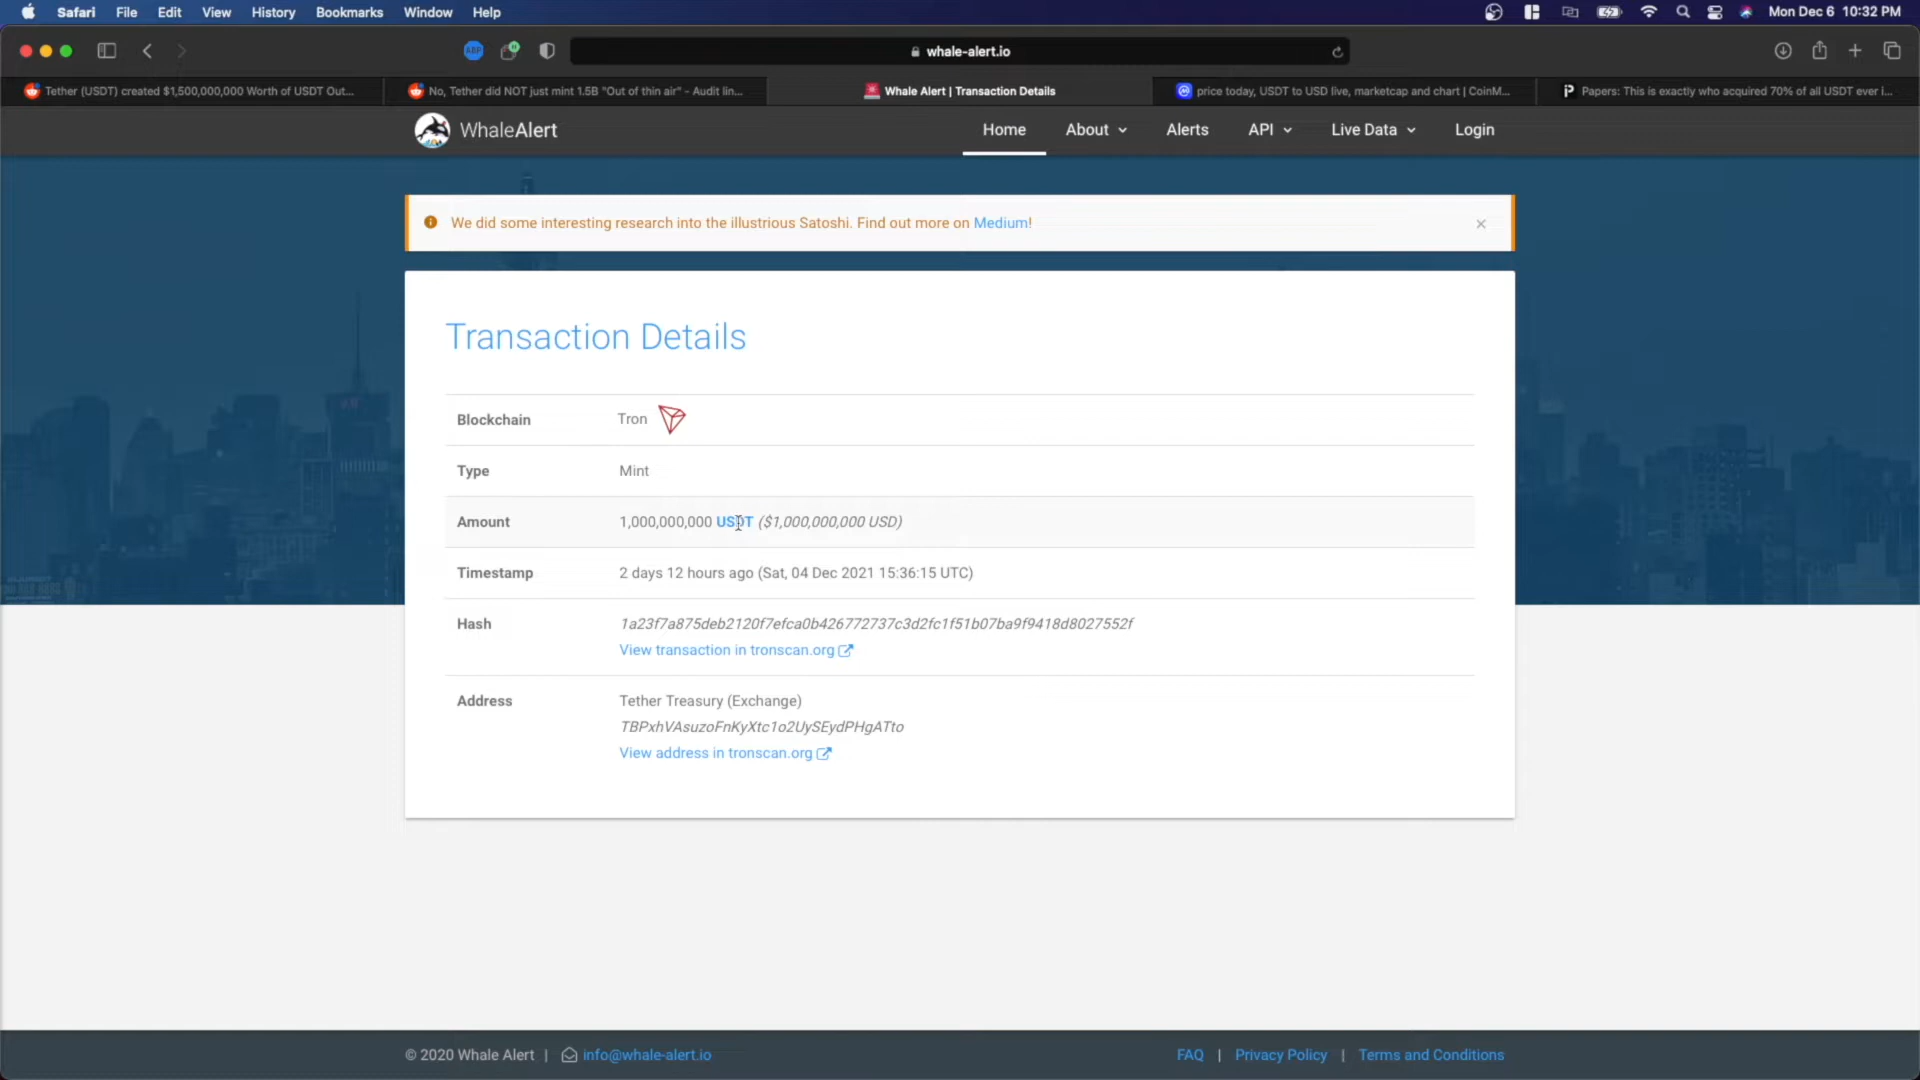 Safari File Edit View History Bookmarks Window Help Mon Dec 6 10:32 PM
ABP whale-alert.io
Tether (USDT) created $1,500,000,000 Worth of USDT Out...
No, Tether did NOT just mint 1.5B "Out of thin air" - Audit lin...
Whale Alert | Transaction Details
price today, USDT to USD live, marketcap and chart | CoinM...
Papers: This is exactly who acquired 70% of all USDT ever i...
WhaleAlert Home About Alerts API Live Data Login
We did some interesting research into the illustrious Satoshi. Find out more on Medium!
Transaction Details
Blockchain Tron
Type Mint
Amount 1,000,000,000 USDT ($1,000,000,000 USD)
Timestamp 2 days 12 hours ago (Sat, 04 Dec 2021 15:36:15 UTC)
Hash 1a23f7a875deb2120f7efca0b426772737c3d2fc1f51b07ba9f9418d8027552f
View transaction in tronscan.org
Address Tether Treasury (Exchange)
TBPxhVAsuzoFnKyXtc1o2UySEydPHgATto
View address in tronscan.org
© 2020 Whale Alert | info@whale-alert.io FAQ | Privacy Policy | Terms and Conditions